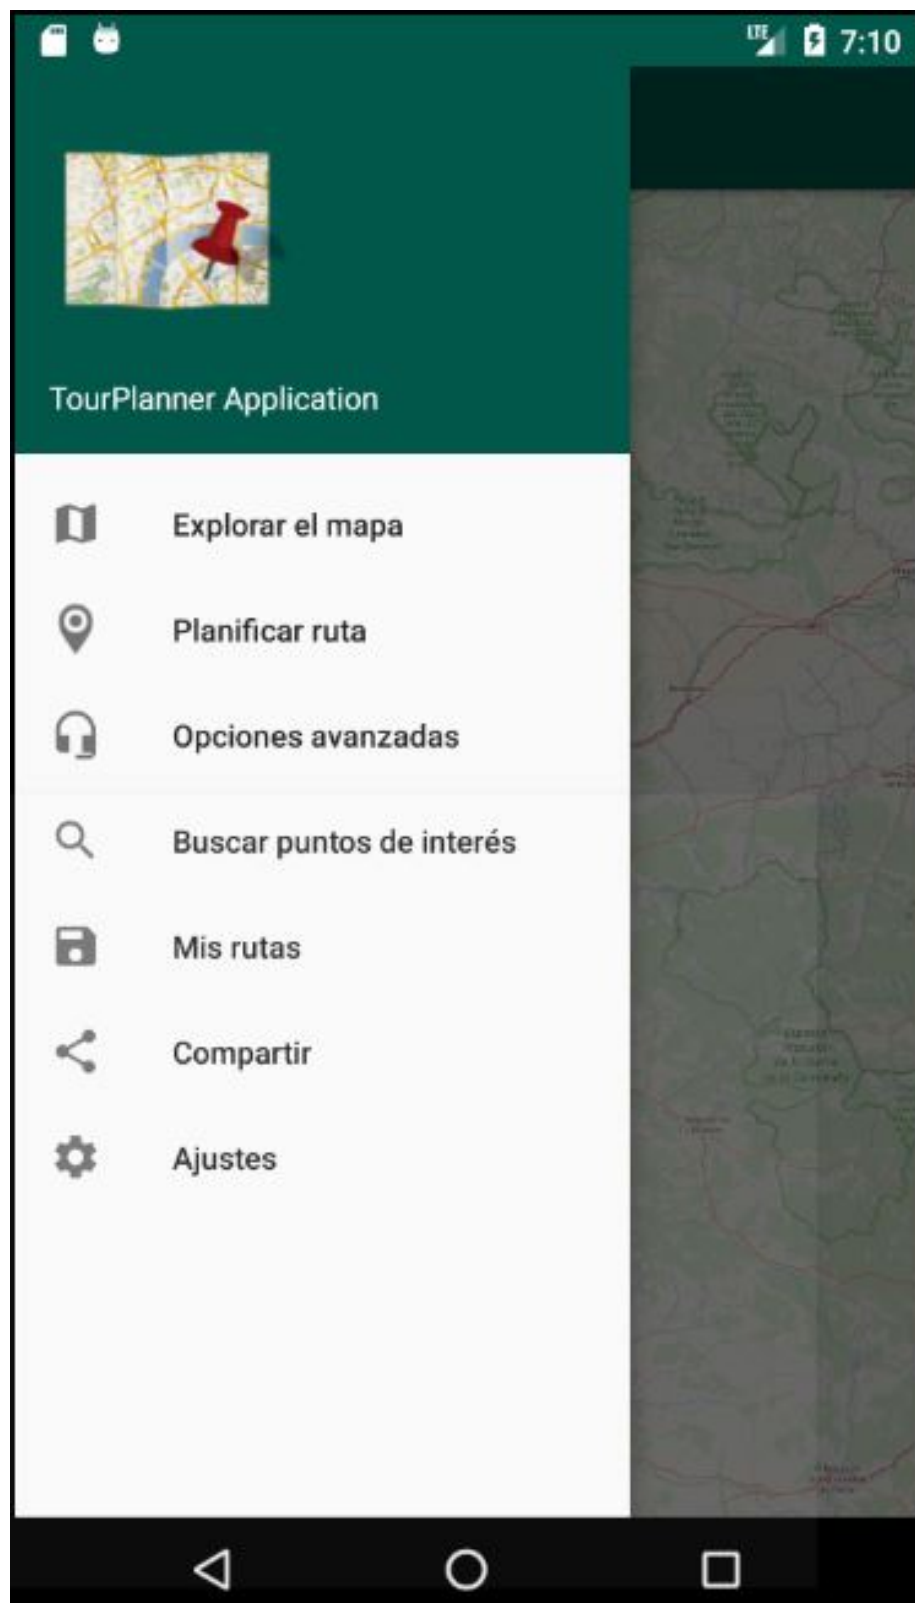 LTE 7:10
TourPlanner Application
Explorar el mapa
Planificar ruta
Opciones avanzadas
Buscar puntos de interés
Mis rutas
Compartir
Ajustes